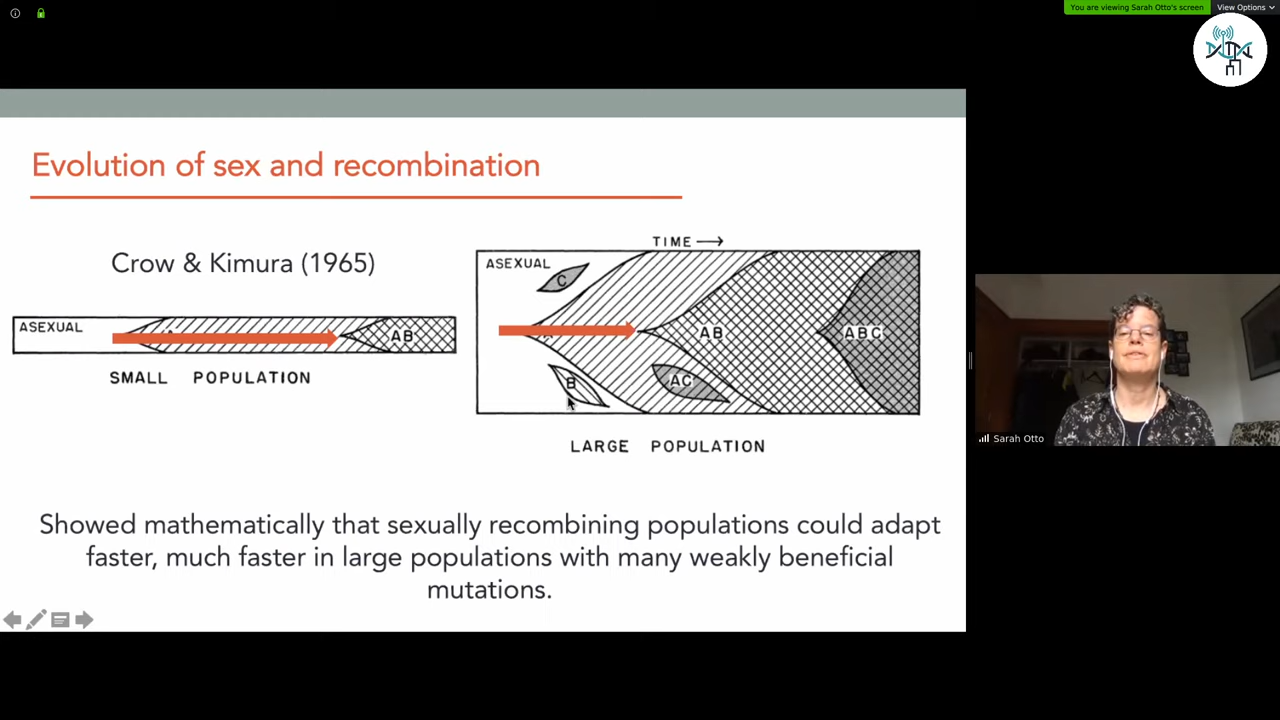 You are viewing Sarah Otto's screen
View Options
Evolution of sex and recombination
Crow & Kimura (1965)
TIME
ASEXUAL
C
ASEXUAL
AB
AB
ABC
SMALL POPULATION
B
AC
LARGE POPULATION
Sarah Otto
Showed mathematically that sexually recombining populations could adapt
faster, much faster in large populations with many weakly beneficial
mutations.